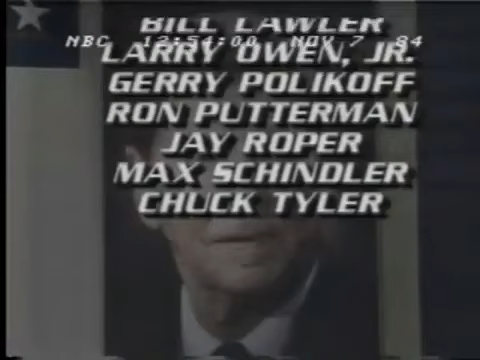 BILL LAWLER
NBC 12:54:00 NOV 7 84
LARRY OWEN, JR.
GERRY POLIKOFF
RON PUTTERMAN
JAY ROPER
MAX SCHINDLER
CHUCK TYLER